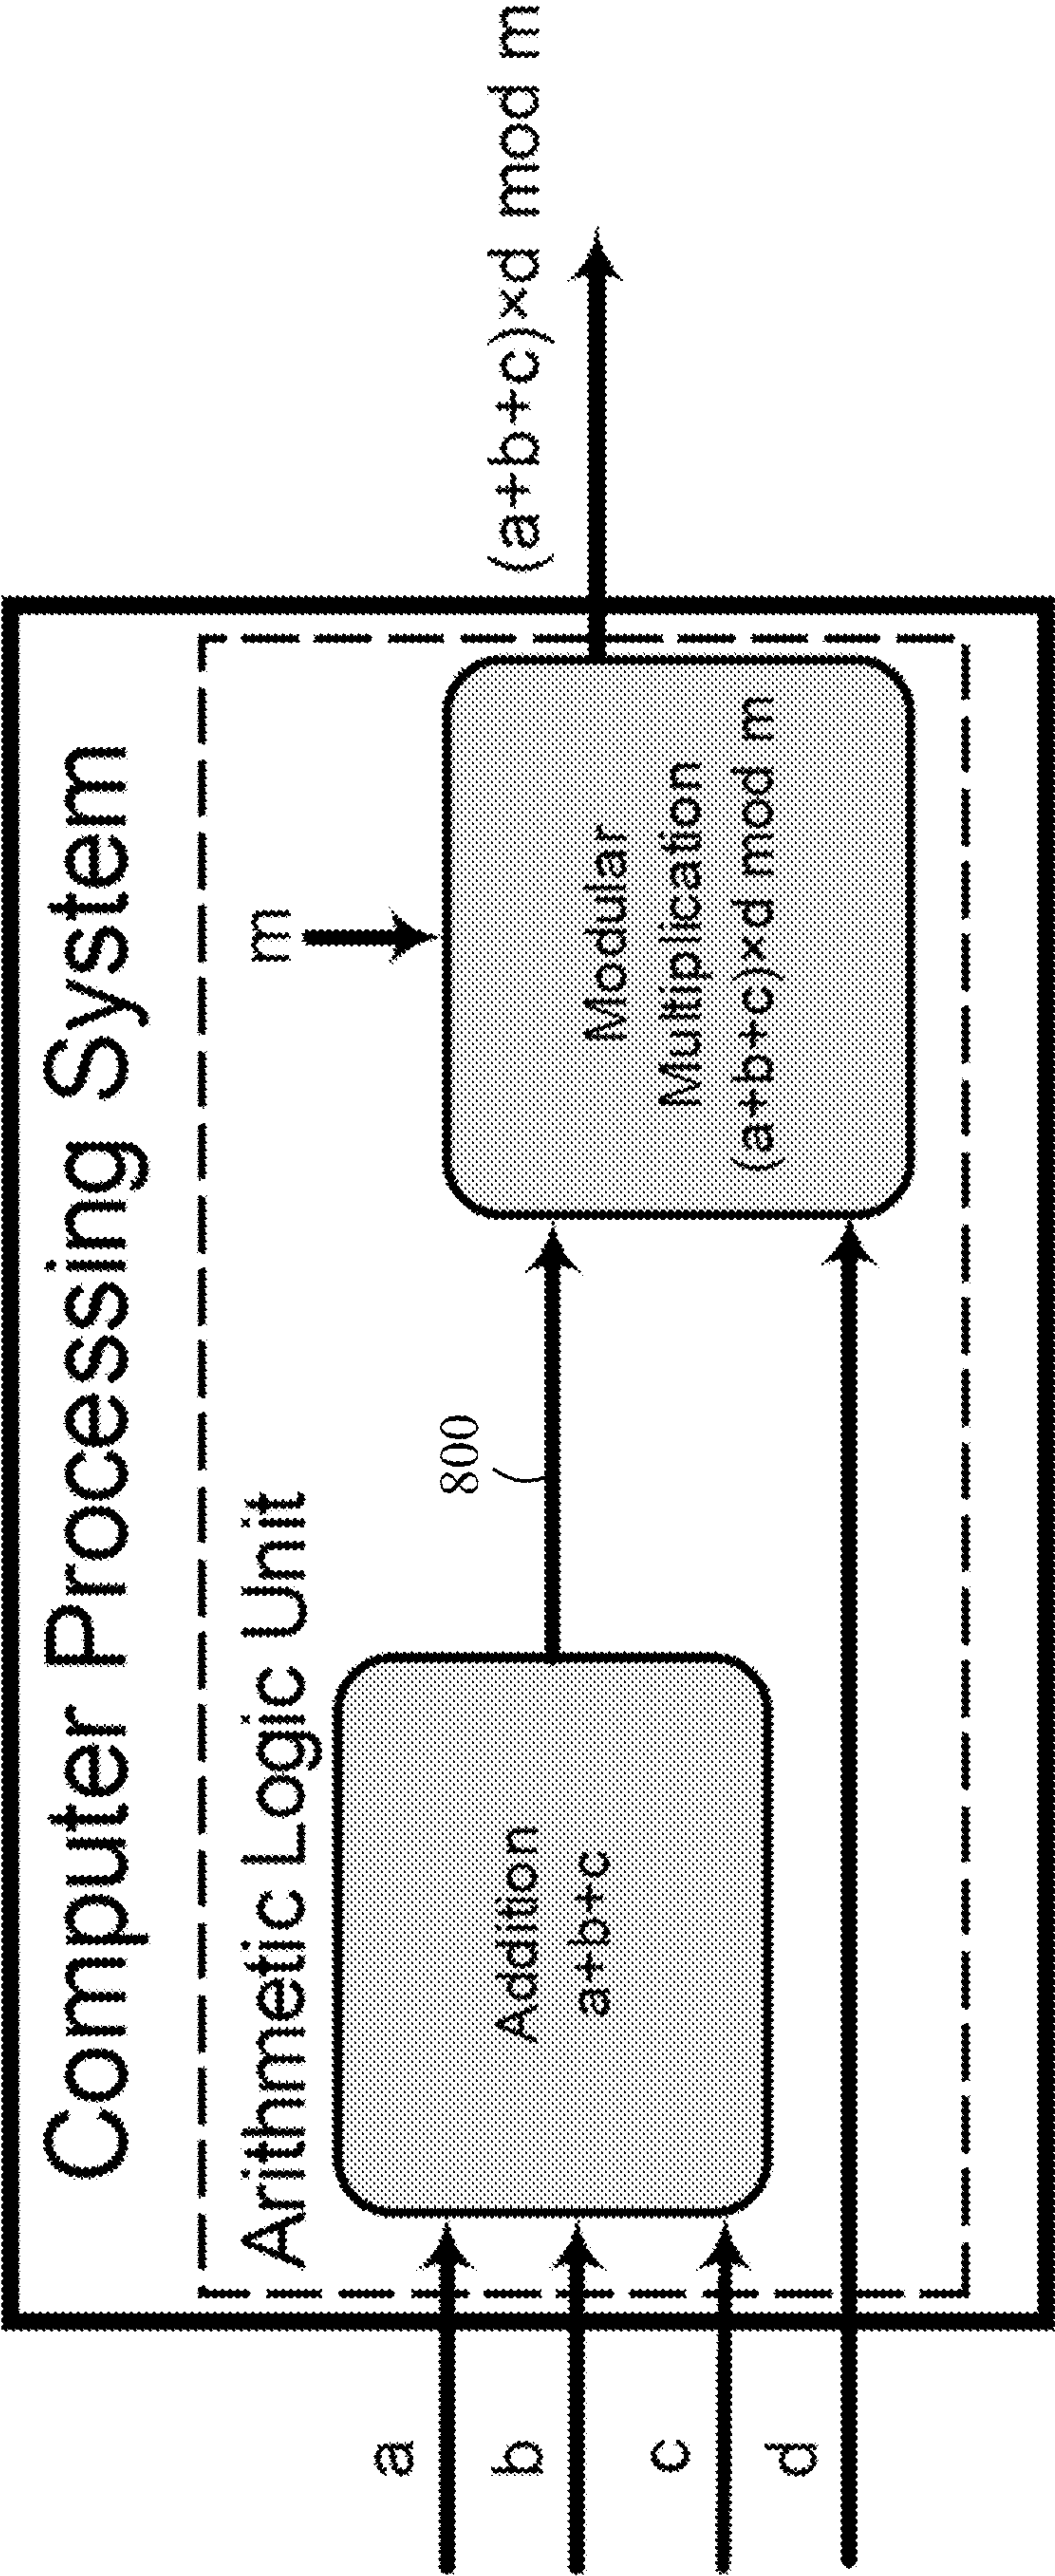 Computer Processing System
Arithmetic Logic Unit
a
b
c
d
Addition
a+b+c
800
m
Modular
Multiplication
(a+b+c)×d mod m
(a+b+c)×d mod m